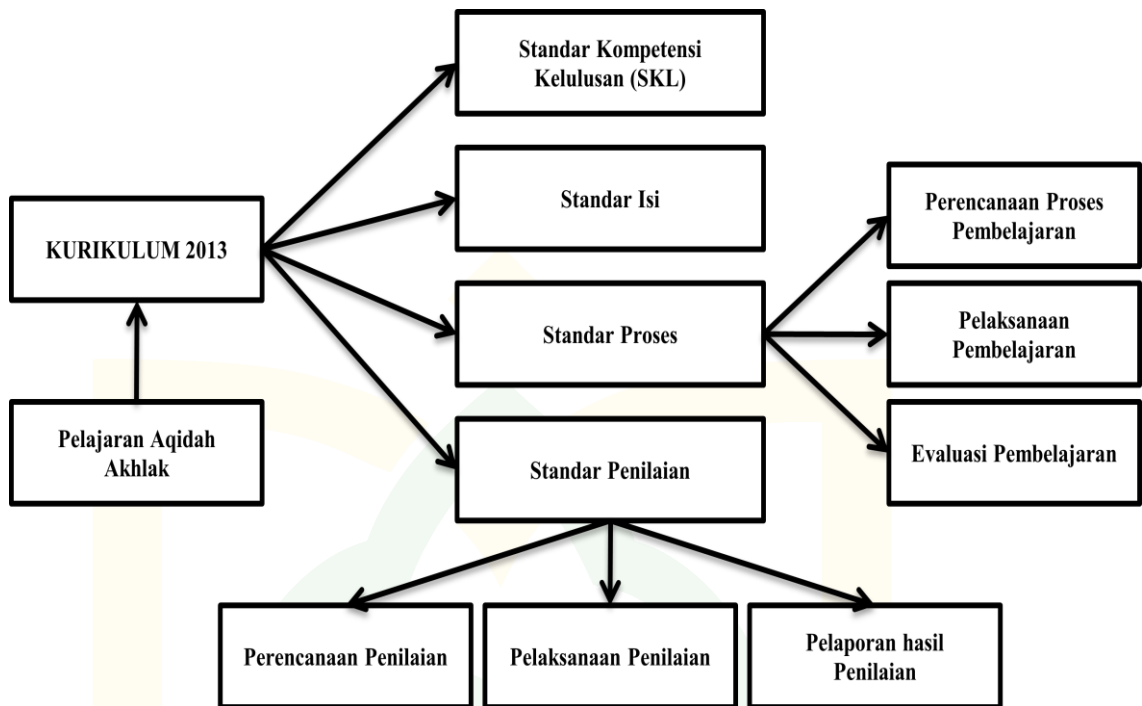 Standar Kompetensi
Kelulusan (SKL)
Standar Isi
KURIKULUM 2013
Perencanaan Proses
Pembelajaran
Standar Proses
Pelaksanaan
Pembelajaran
Pelajaran Aqidah
Akhlak
Standar Penilaian
Evaluasi Pembelajaran
Perencanaan Penilaian
Pelaksanaan Penilaian
Pelaporan hasil
Penilaian